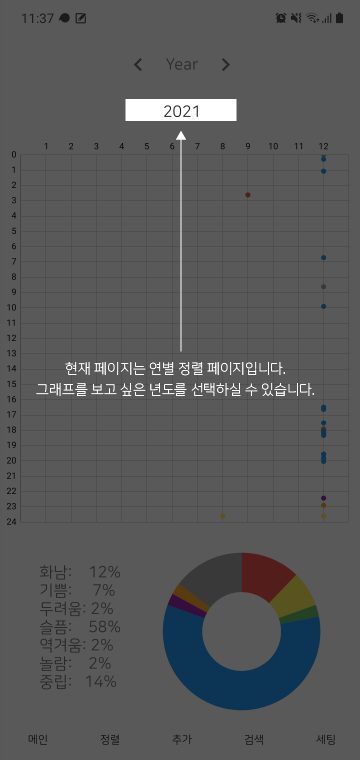 11:37
Year
2021
1 2 3 4 5 6 7 8 9 10 11 12
0
1
2
3
4
5
6
7
8
9
10
11
12
13
14
15
16
17
18
19
20
21
22
23
24
현재 페이지는 연별 정렬 페이지입니다.
그래프를 보고 싶은 년도를 선택하실 수 있습니다.
화남: 12%
기쁨: 7%
두려움: 2%
슬픔: 58%
역겨움: 2%
놀람: 2%
중립: 14%
메인 정렬 추가 검색 세팅